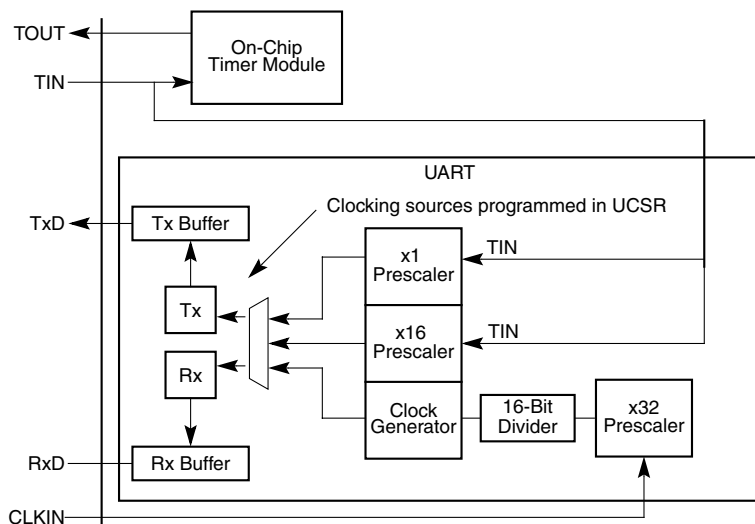 TOUT
On-Chip
Timer Module
TIN
UART
Clocking sources programmed in UCSR
TxD
Tx Buffer
x1
Prescaler
TIN
Tx
x16
Prescaler
TIN
Rx
Clock
Generator
16-Bit
Divider
x32
Prescaler
RxD
Rx Buffer
CLKIN